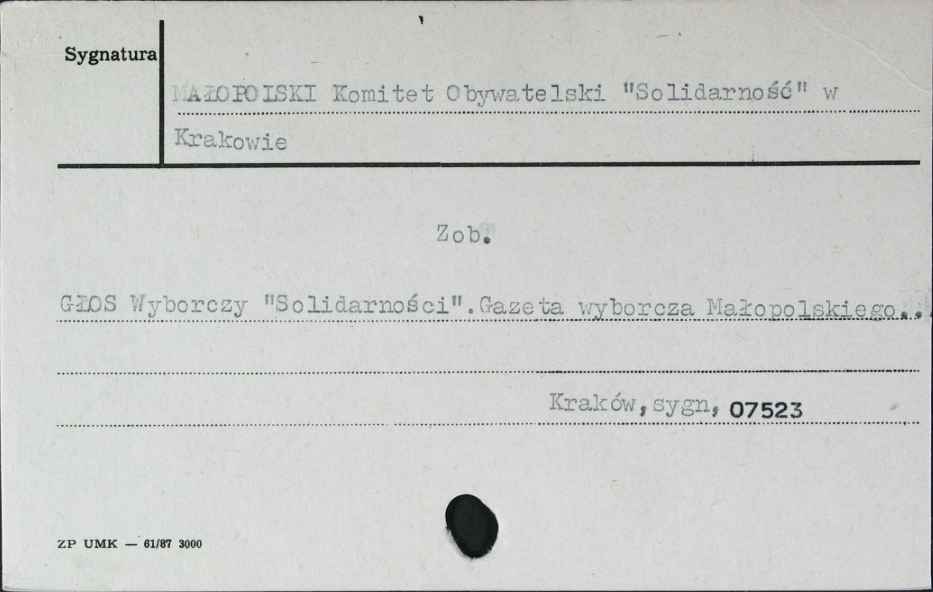 Sygnatura
MAŁOPOLSKI Komitet Obywatelski "Solidarność" w
Krakowie
Zob.
GŁOS Wyborczy "Solidarności".Gazeta wyborcza Małopolskiego...
Kraków,sygn, 07523
ZP UMK — 61/87 3000